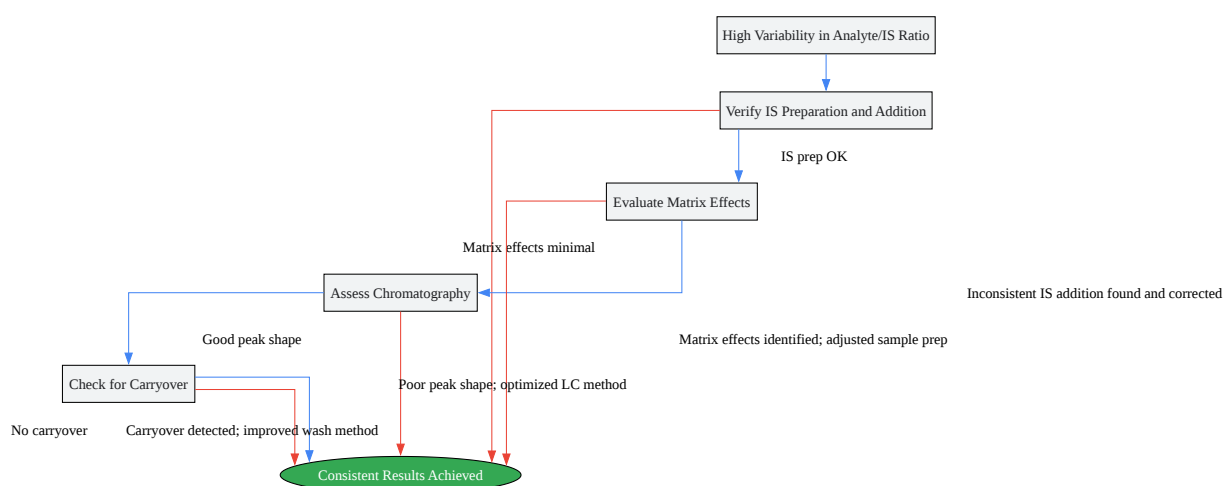 High Variability in Analyte/IS Ratio
Verify IS Preparation and Addition
IS prep OK
Evaluate Matrix Effects
Matrix effects minimal
Assess Chromatography
Inconsistent IS addition found and corrected
Good peak shape
Matrix effects identified; adjusted sample prep
Check for Carryover
Poor peak shape; optimized LC method
No carryover
Carryover detected; improved wash method
Consistent Results Achieved